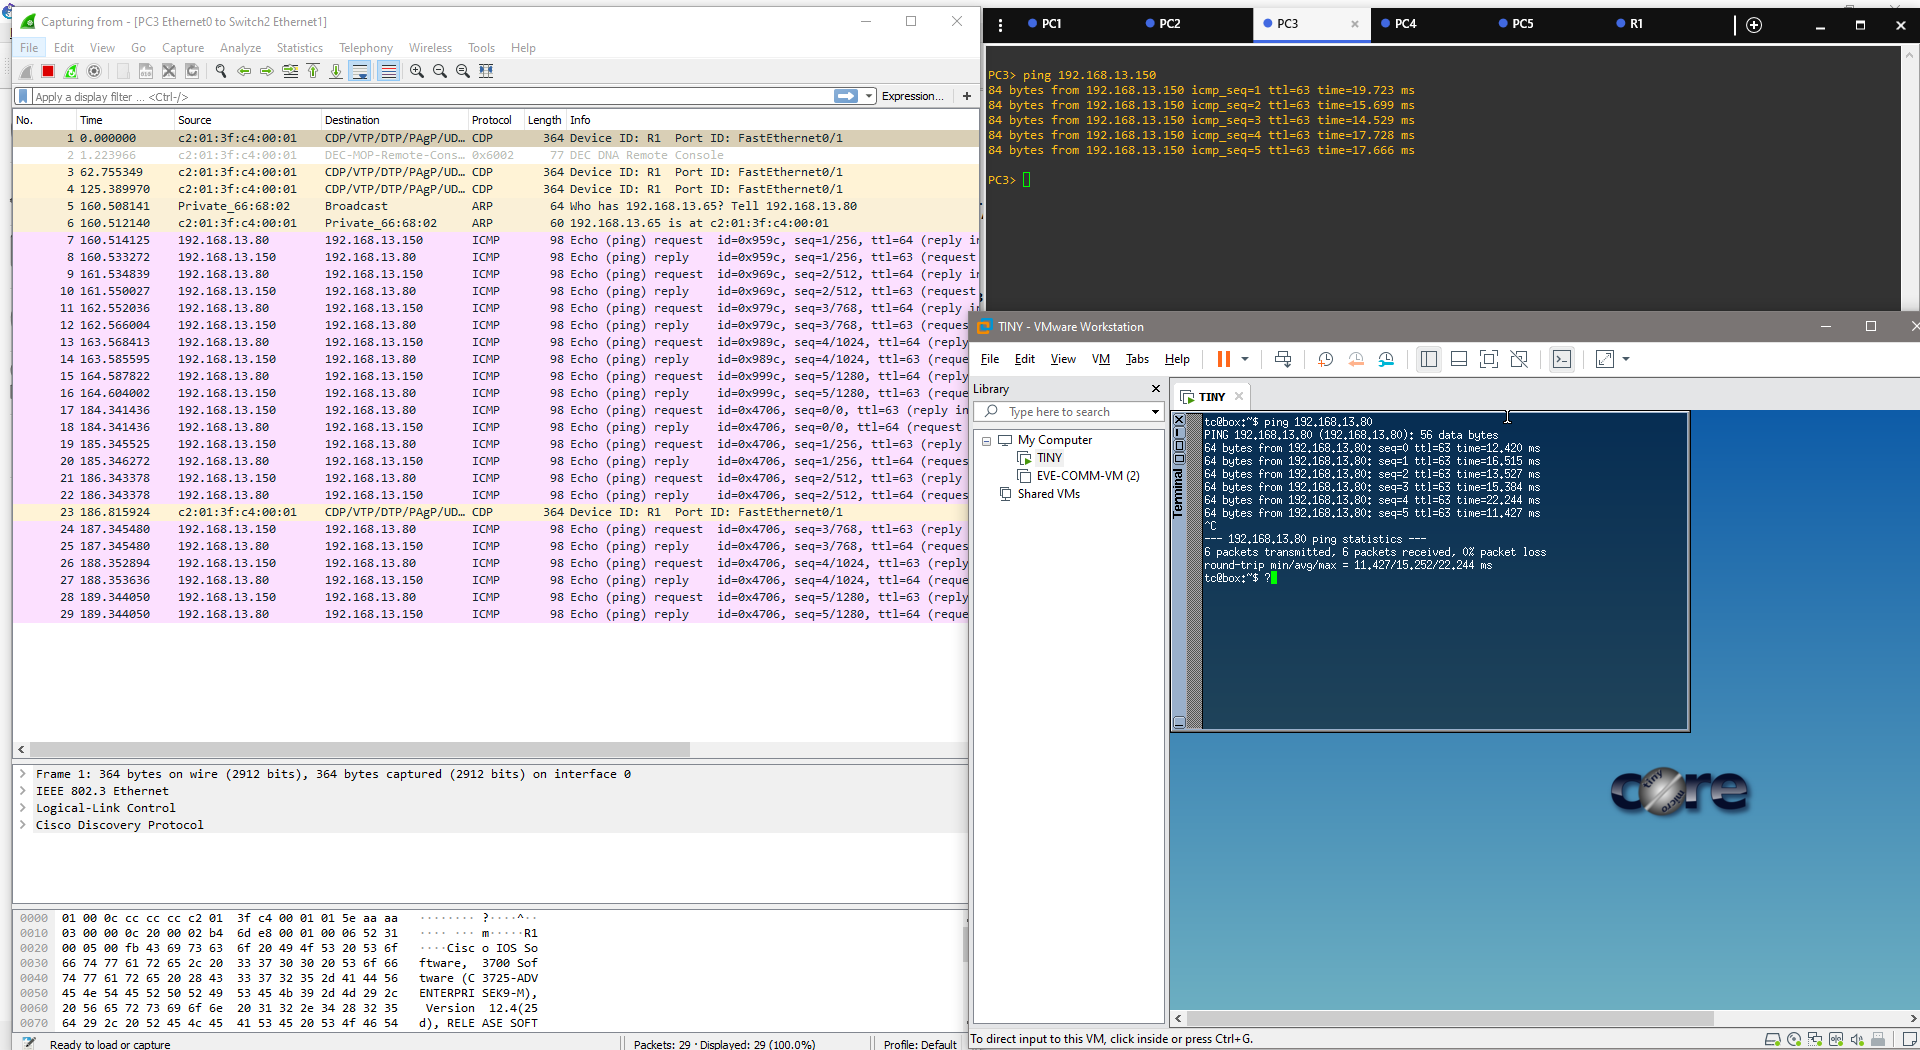 Capturing from - [PC3 Ethernet0 to Switch2 Ethernet1]
File Edit View Go Capture Analyze Statistics Telephony Wireless Tools Help
Apply a display filter ... <Ctrl-/>
Expression...
+
No. Time Source Destination Protocol Length Info
1 0.000000 c2:01:3f:c4:00:01 CDP/VTP/DTP/PAgP/UD… CDP 364 Device ID: R1 Port ID: FastEthernet0/1
2 1.223966 c2:01:3f:c4:00:01 DEC-MOP-Remote-Cons… 0x6002 77 DEC DNA Remote Console
3 62.755349 c2:01:3f:c4:00:01 CDP/VTP/DTP/PAgP/UD… CDP 364 Device ID: R1 Port ID: FastEthernet0/1
4 125.389970 c2:01:3f:c4:00:01 CDP/VTP/DTP/PAgP/UD… CDP 364 Device ID: R1 Port ID: FastEthernet0/1
5 160.508141 Private_66:68:02 Broadcast ARP 64 Who has 192.168.13.65? Tell 192.168.13.80
6 160.512140 c2:01:3f:c4:00:01 Private_66:68:02 ARP 60 192.168.13.65 is at c2:01:3f:c4:00:01
7 160.514125 192.168.13.80 192.168.13.150 ICMP 98 Echo (ping) request id=0x959c, seq=1/256, ttl=64 (reply in
8 160.533272 192.168.13.150 192.168.13.80 ICMP 98 Echo (ping) reply id=0x959c, seq=1/256, ttl=63 (request
9 161.534839 192.168.13.80 192.168.13.150 ICMP 98 Echo (ping) request id=0x969c, seq=2/512, ttl=64 (reply in
10 161.550027 192.168.13.150 192.168.13.80 ICMP 98 Echo (ping) reply id=0x969c, seq=2/512, ttl=63 (request
11 162.552036 192.168.13.80 192.168.13.150 ICMP 98 Echo (ping) request id=0x979c, seq=3/768, ttl=64 (reply in
12 162.566004 192.168.13.150 192.168.13.80 ICMP 98 Echo (ping) reply id=0x979c, seq=3/768, ttl=63 (reques
13 163.568413 192.168.13.80 192.168.13.150 ICMP 98 Echo (ping) request id=0x989c, seq=4/1024, ttl=64 (reply
14 163.585595 192.168.13.150 192.168.13.80 ICMP 98 Echo (ping) reply id=0x989c, seq=4/1024, ttl=63 (reque
15 164.587822 192.168.13.80 192.168.13.150 ICMP 98 Echo (ping) request id=0x999c, seq=5/1280, ttl=64 (reply
16 164.604002 192.168.13.150 192.168.13.80 ICMP 98 Echo (ping) reply id=0x999c, seq=5/1280, ttl=63 (reque
17 184.341436 192.168.13.150 192.168.13.80 ICMP 98 Echo (ping) request id=0x4706, seq=0/0, ttl=63 (reply in
18 184.341436 192.168.13.80 192.168.13.150 ICMP 98 Echo (ping) reply id=0x4706, seq=0/0, ttl=64 (request
19 185.345525 192.168.13.150 192.168.13.80 ICMP 98 Echo (ping) request id=0x4706, seq=1/256, ttl=63 (reply
20 185.346272 192.168.13.80 192.168.13.150 ICMP 98 Echo (ping) reply id=0x4706, seq=1/256, ttl=64 (reques
21 186.343378 192.168.13.150 192.168.13.80 ICMP 98 Echo (ping) request id=0x4706, seq=2/512, ttl=63 (reply
22 186.343378 192.168.13.80 192.168.13.150 ICMP 98 Echo (ping) reply id=0x4706, seq=2/512, ttl=64 (reques
23 186.815924 c2:01:3f:c4:00:01 CDP/VTP/DTP/PAgP/UD… CDP 364 Device ID: R1 Port ID: FastEthernet0/1
24 187.345480 192.168.13.150 192.168.13.80 ICMP 98 Echo (ping) request id=0x4706, seq=3/768, ttl=63 (reply
25 187.345480 192.168.13.80 192.168.13.150 ICMP 98 Echo (ping) reply id=0x4706, seq=3/768, ttl=64 (reques
26 188.352894 192.168.13.150 192.168.13.80 ICMP 98 Echo (ping) request id=0x4706, seq=4/1024, ttl=63 (reply
27 188.353636 192.168.13.80 192.168.13.150 ICMP 98 Echo (ping) reply id=0x4706, seq=4/1024, ttl=64 (reque
28 189.344050 192.168.13.150 192.168.13.80 ICMP 98 Echo (ping) request id=0x4706, seq=5/1280, ttl=63 (reply
29 189.344050 192.168.13.80 192.168.13.150 ICMP 98 Echo (ping) reply id=0x4706, seq=5/1280, ttl=64 (reque
Frame 1: 364 bytes on wire (2912 bits), 364 bytes captured (2912 bits) on interface 0
IEEE 802.3 Ethernet
Logical-Link Control
Cisco Discovery Protocol
0000 01 00 0c cc cc cc c2 01 3f c4 00 01 01 5e aa aa ········ ?····^··
0010 03 00 00 0c 20 00 02 b4 6d e8 00 01 00 06 52 31 ···· ··· m·····R1
0020 00 05 00 fb 43 69 73 63 6f 20 49 4f 53 20 53 6f ····Cisc o IOS So
0030 66 74 77 61 72 65 2c 20 33 37 30 30 20 53 6f 66 ftware, 3700 Sof
0040 74 77 61 72 65 20 28 43 33 37 32 35 2d 41 44 56 tware (C 3725-ADV
0050 45 4e 54 45 52 50 52 49 53 45 4b 39 2d 4d 29 2c ENTERPRI SEK9-M),
0060 20 56 65 72 73 69 6f 6e 20 31 32 2e 34 28 32 35 Version 12.4(25
0070 64 29 2c 20 52 45 4c 45 41 53 45 20 53 4f 46 54 d), RELE ASE SOFT
Ready to load or capture
Packets: 29 · Displayed: 29 (100.0%)
Profile: Default
PC1 PC2 PC3 PC4 PC5 R1
PC3> ping 192.168.13.150
84 bytes from 192.168.13.150 icmp_seq=1 ttl=63 time=19.723 ms
84 bytes from 192.168.13.150 icmp_seq=2 ttl=63 time=15.699 ms
84 bytes from 192.168.13.150 icmp_seq=3 ttl=63 time=14.529 ms
84 bytes from 192.168.13.150 icmp_seq=4 ttl=63 time=17.728 ms
84 bytes from 192.168.13.150 icmp_seq=5 ttl=63 time=17.666 ms
PC3>
TINY - VMware Workstation
File Edit View VM Tabs Help
Library
Type here to search
My Computer
TINY
EVE-COMM-VM (2)
Shared VMs
TINY
Terminal
tc@box:~$ ping 192.168.13.80
PING 192.168.13.80 (192.168.13.80): 56 data bytes
64 bytes from 192.168.13.80: seq=0 ttl=63 time=12.420 ms
64 bytes from 192.168.13.80: seq=1 ttl=63 time=16.515 ms
64 bytes from 192.168.13.80: seq=2 ttl=63 time=13.527 ms
64 bytes from 192.168.13.80: seq=3 ttl=63 time=15.384 ms
64 bytes from 192.168.13.80: seq=4 ttl=63 time=22.244 ms
64 bytes from 192.168.13.80: seq=5 ttl=63 time=11.427 ms
^C
--- 192.168.13.80 ping statistics ---
6 packets transmitted, 6 packets received, 0% packet loss
round-trip min/avg/max = 11.427/15.252/22.244 ms
tc@box:~$ ?
core
tiny
micro
To direct input to this VM, click inside or press Ctrl+G.